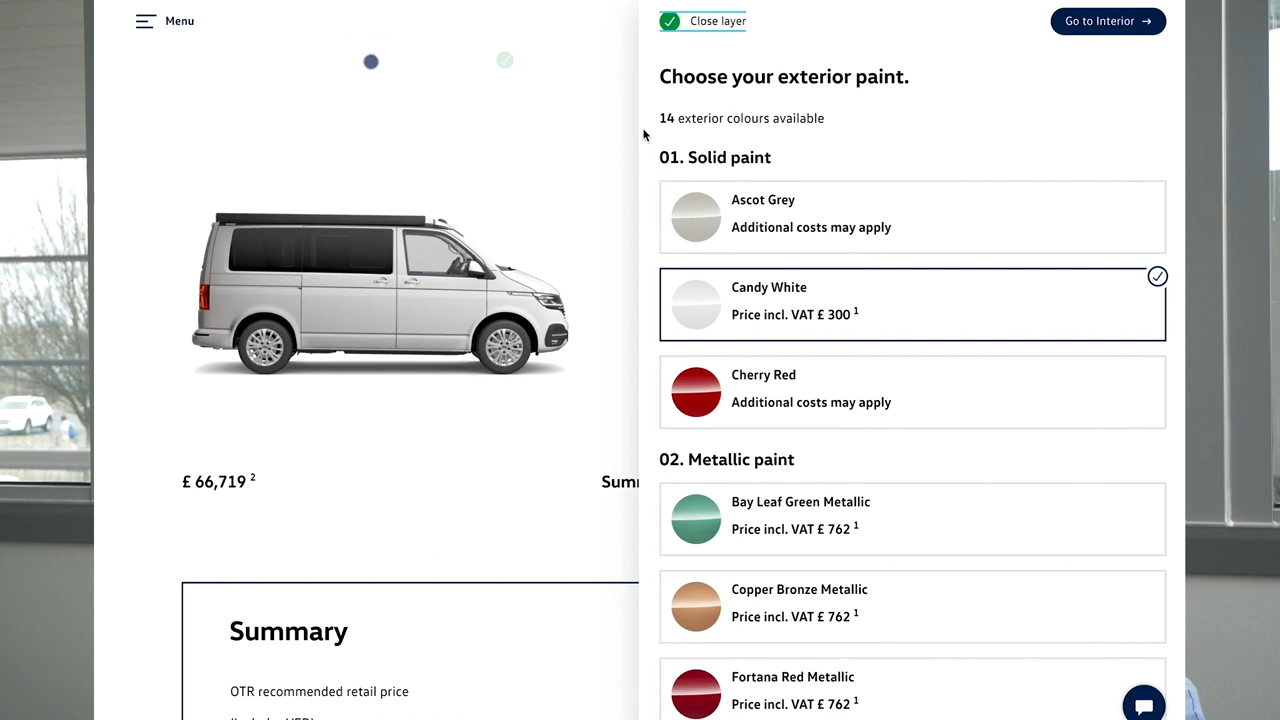 Menu
Close layer
Go to Interior →
Choose your exterior paint.
14 exterior colours available
01. Solid paint
Ascot Grey
Additional costs may apply
Candy White
Price incl. VAT £ 300 1
Cherry Red
Additional costs may apply
£ 66,719 2
Summ
02. Metallic paint
Bay Leaf Green Metallic
Price incl. VAT £ 762 1
Copper Bronze Metallic
Price incl. VAT £ 762 1
Fortana Red Metallic
Price incl. VAT £ 762 1
Summary
OTR recommended retail price